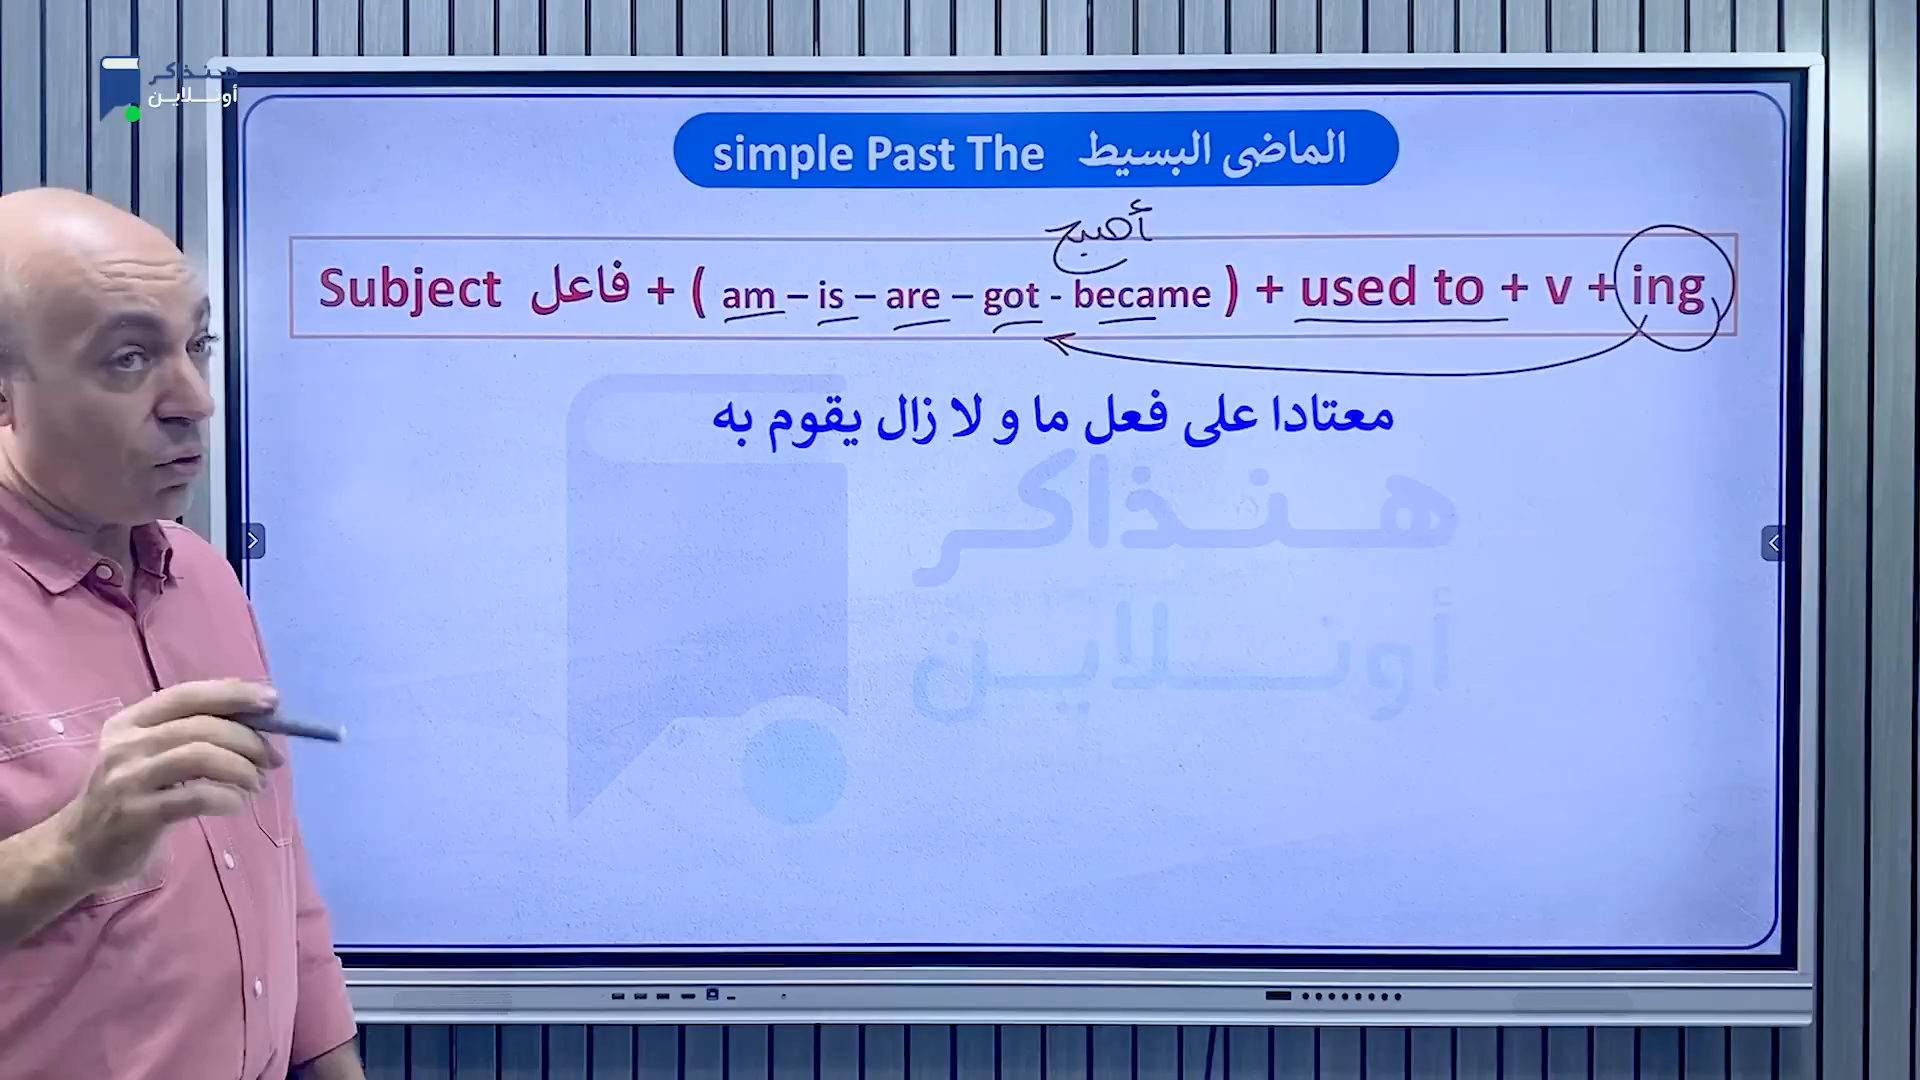 هنذاكر
أونلاين
simple Past The الماضى البسيط
أصبح
Subject فاعل + ( am – is – are – got - became ) + used to + v + ing
معتادا على فعل ما و لا زال يقوم به
هنذاكر
أونلاين